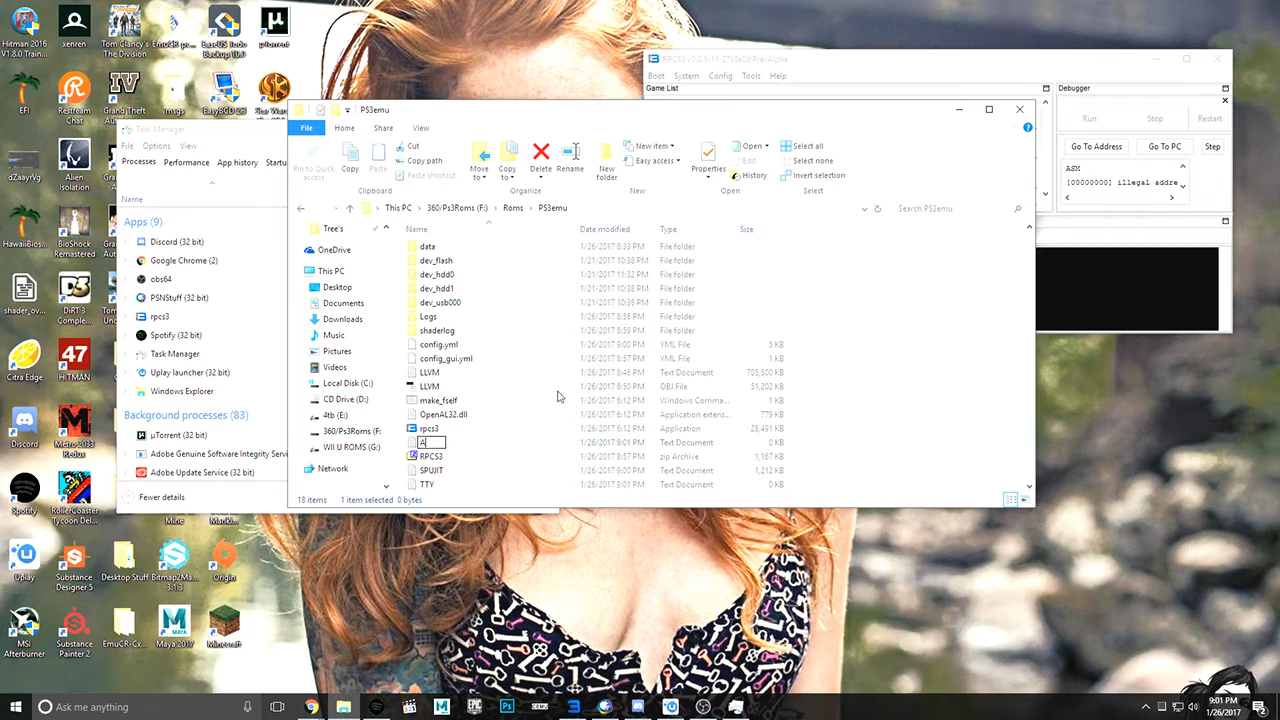 Hitman 2016
V1.8.0 Train...
xenren
Tom Clancy's
The Division
EmuCR pc...
EaseUS Todo
Backup 10.0
µTorrent
EFI
Restream
Chat
Grand Theft
msgs
EasyBCD 2.3
Star War
dZaayYg
Alien
Isolation
HawaiiBios
BioShock
Remastered
shader_ov...
DiRT 3
Comple...
Citra Edge
HITMAN
Discord
Metro 2033
Redux
Spotify
RollerCoaster
Tycoon Del...
Mine
Uplay
Substance
Designer 5
Desktop Stuff
Bitmap2Ma...
3.1.3
Origin
MSI
Afterburner
Substance
Painter 2
EmuCR-Cx...
Maya 2017
Minecraft
Task Manager
File Options View
Processes Performance App history Startu
Name
Apps (9)
Discord (32 bit)
Google Chrome (2)
obs64
PSNStuff (32 bit)
rpcs3
Spotify (32 bit)
Task Manager
Uplay launcher (32 bit)
Windows Explorer
Background processes (83)
µTorrent (32 bit)
Adobe Genuine Software Integrity Servi
Adobe Update Service (32 bit)
Fewer details
PS3emu
File Home Share View
Pin to Quick
access
Copy
Paste
Cut
Copy path
Paste shortcut
Clipboard
Move
to
Copy
to
Delete
Rename
Organize
New
folder
New item
Easy access
New
Properties
Open
Edit
History
Open
Select all
Select none
Invert selection
Select
This PC › 360/Ps3Roms (F:) › Roms › PS3emu
Search PS3emu
Tree's
OneDrive
This PC
Desktop
Documents
Downloads
Music
Pictures
Videos
Local Disk (C:)
CD Drive (D:)
4tb (E:)
360/Ps3Roms (F:
WII U ROMS (G:)
Network
Name Date modified Type Size
data 1/26/2017 8:33 PM File folder
dev_flash 1/21/2017 10:38 PM File folder
dev_hdd0 1/21/2017 11:32 PM File folder
dev_hdd1 1/21/2017 10:38 PM File folder
dev_usb000 1/21/2017 10:38 PM File folder
Logs 1/26/2017 8:58 PM File folder
shaderlog 1/26/2017 8:59 PM File folder
config.yml 1/26/2017 9:00 PM YML File 5 KB
config_gui.yml 1/26/2017 8:57 PM YML File 1 KB
LLVM 1/26/2017 8:46 PM Text Document 705,500 KB
LLVM 1/26/2017 8:50 PM OBJ File 51,202 KB
make_fself 1/26/2017 6:12 PM Windows Comma...
OpenAL32.dll 1/26/2017 6:12 PM Application extens... 779 KB
rpcs3 1/26/2017 6:12 PM Application 28,491 KB
A 1/26/2017 9:01 PM Text Document 0 KB
RPCS3 1/26/2017 8:57 PM zip Archive 1,167 KB
SPUJIT 1/26/2017 9:00 PM Text Document 1,212 KB
TTY 1/26/2017 9:01 PM Text Document 0 KB
18 items 1 item selected 0 bytes
Boot System Config Tools Help
Game List
Debugger
Run Stop Restart
Go To Address Go To PC Step
ASM
[00000000] illegal addre
Ask me anything
9:01 PM
1/26/2017